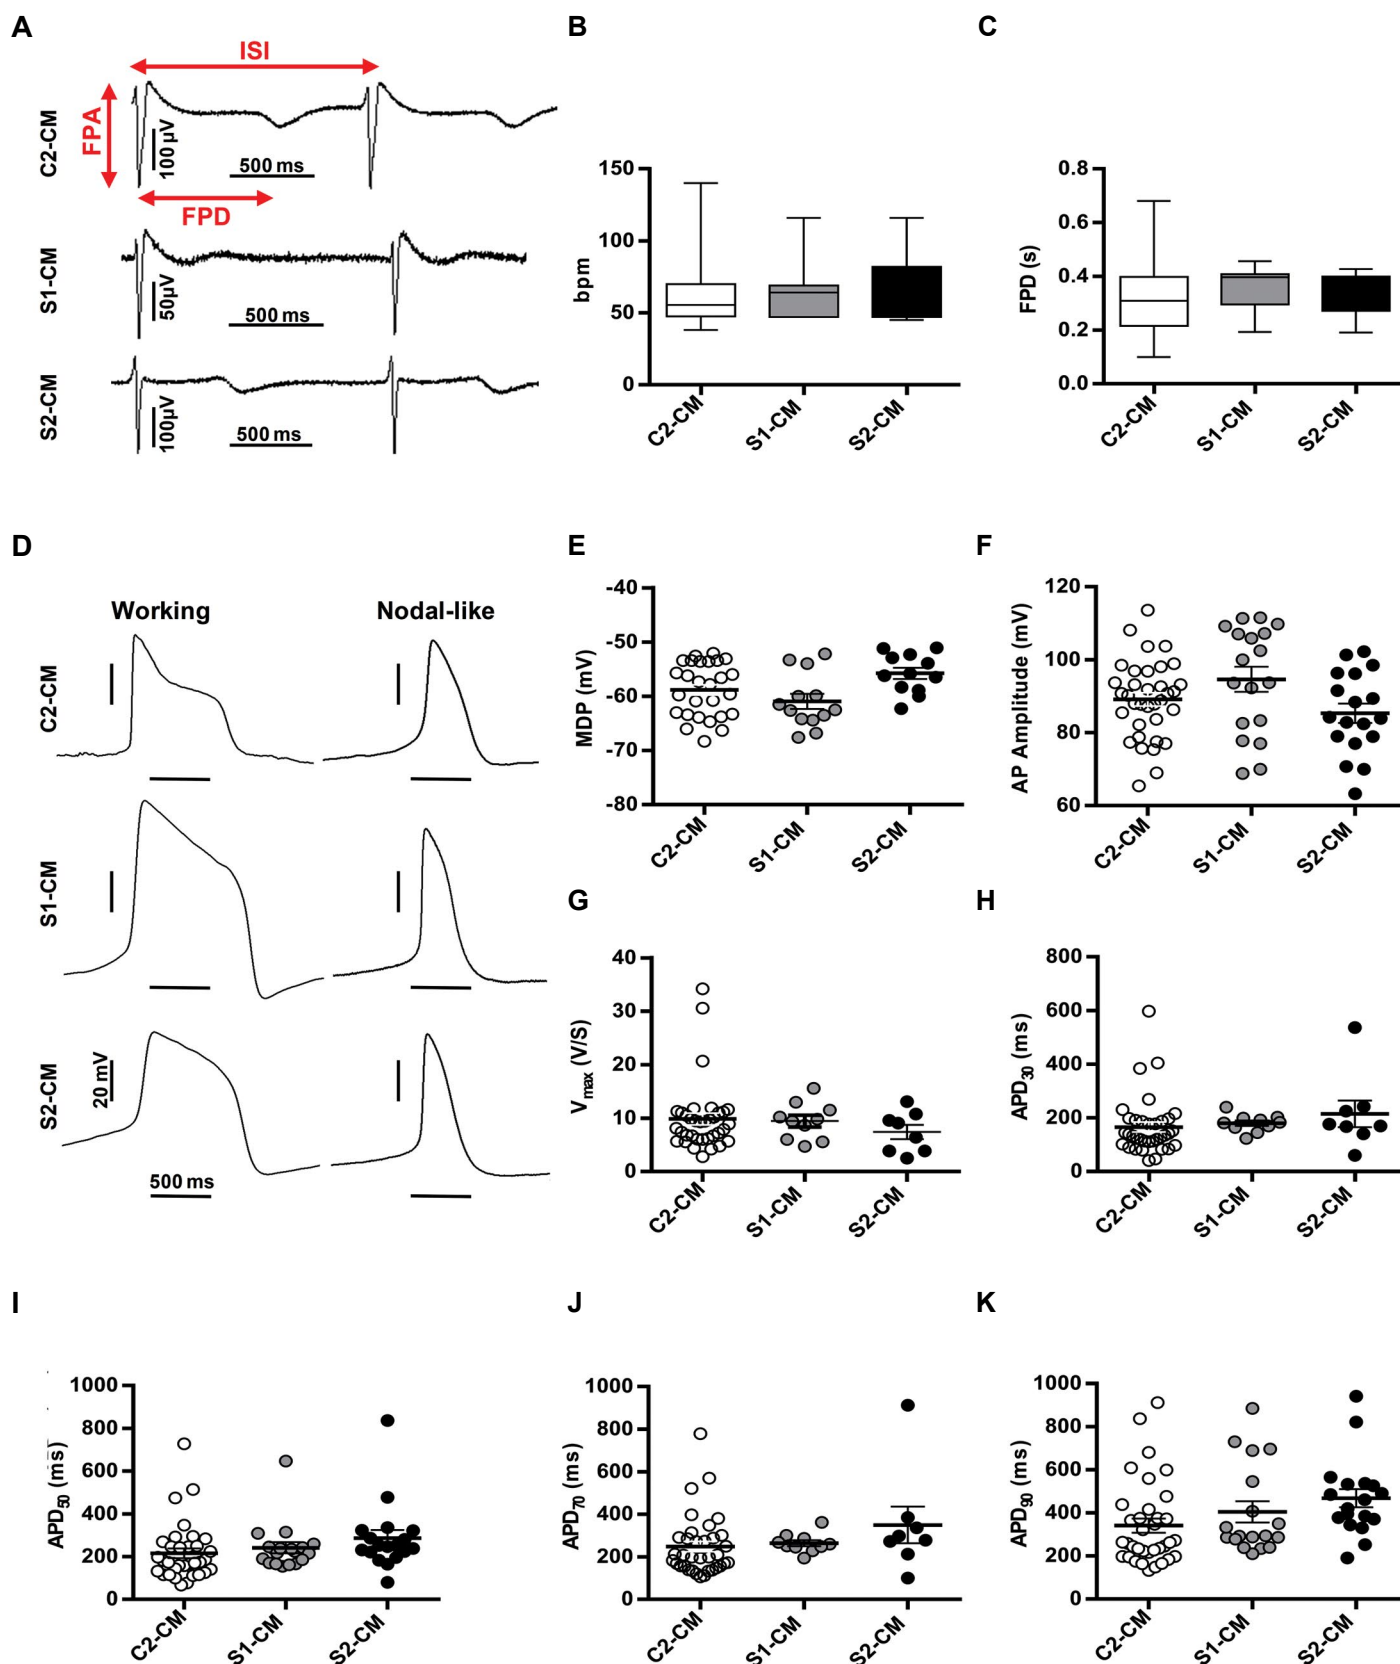 A
B
C
ISI
FPA
C2-CM
100 µV
500 ms
FPD
S1-CM
50µV
500 ms
S2-CM
100µV
500 ms
bpm
150
100
50
0
C2-CM
S1-CM
S2-CM
FPD (s)
0.8
0.6
0.4
0.2
0.0
C2-CM
S1-CM
S2-CM
D
E
F
Working
Nodal-like
C2-CM
S1-CM
S2-CM
20 mV
500 ms
MDP (mV)
-40
-50
-60
-70
-80
C2-CM
S1-CM
S2-CM
AP Amplitude (mV)
120
100
80
60
C2-CM
S1-CM
S2-CM
G
H
Vmax (V/S)
40
30
20
10
0
C2-CM
S1-CM
S2-CM
APD30 (ms)
800
600
400
200
0
C2-CM
S1-CM
S2-CM
I
J
K
APD50 (ms)
1000
800
600
400
200
0
C2-CM
S1-CM
S2-CM
APD70 (ms)
1000
800
600
400
200
0
C2-CM
S1-CM
S2-CM
APD90 (ms)
1000
800
600
400
200
0
C2-CM
S1-CM
S2-CM